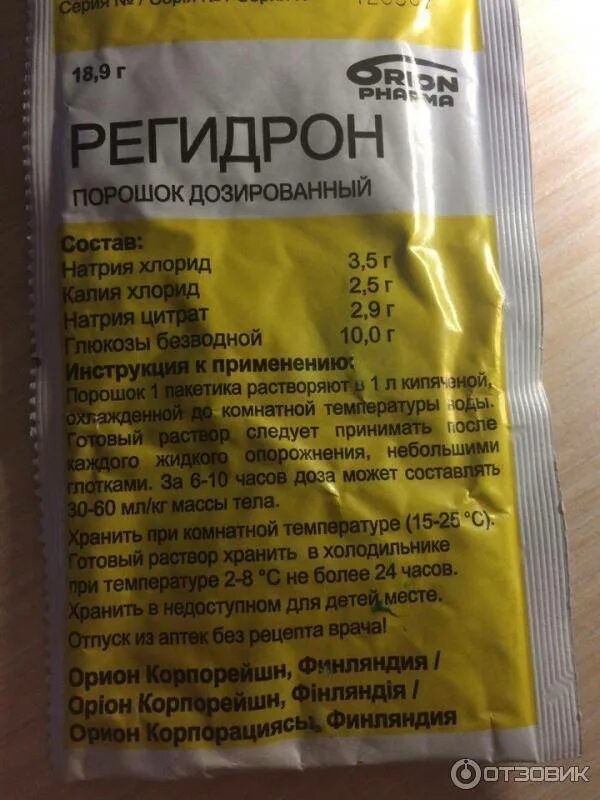 Серия №
18,9 г
ORION
PHARMA
РЕГИДРОН
ПОРОШОК ДОЗИРОВАННЫЙ
Состав:
Натрия хлорид 3,5 г
Калия хлорид 2,5 г
Натрия цитрат 2,9 г
Глюкозы безводной 10,0 г
Инструкция к применению:
Порошок 1 пакетика растворяют в 1 л кипяченой,
охлажденной до комнатной температуры воды.
Готовый раствор следует принимать после
каждого жидкого опорожнения, небольшими
глотками. За 6-10 часов доза может составлять
30-60 мл/кг массы тела.
Хранить при комнатной температуре (15-25 °C).
Готовый раствор хранить в холодильнике
при температуре 2-8 °C не более 24 часов.
Хранить в недоступном для детей месте.
Отпуск из аптек без рецепта врача!
Орион Корпорейшн, Финляндия /
Оріон Корпорейшн, Фінляндія /
Орион Корпорациясы, Финляндия
ОТЗОВИК